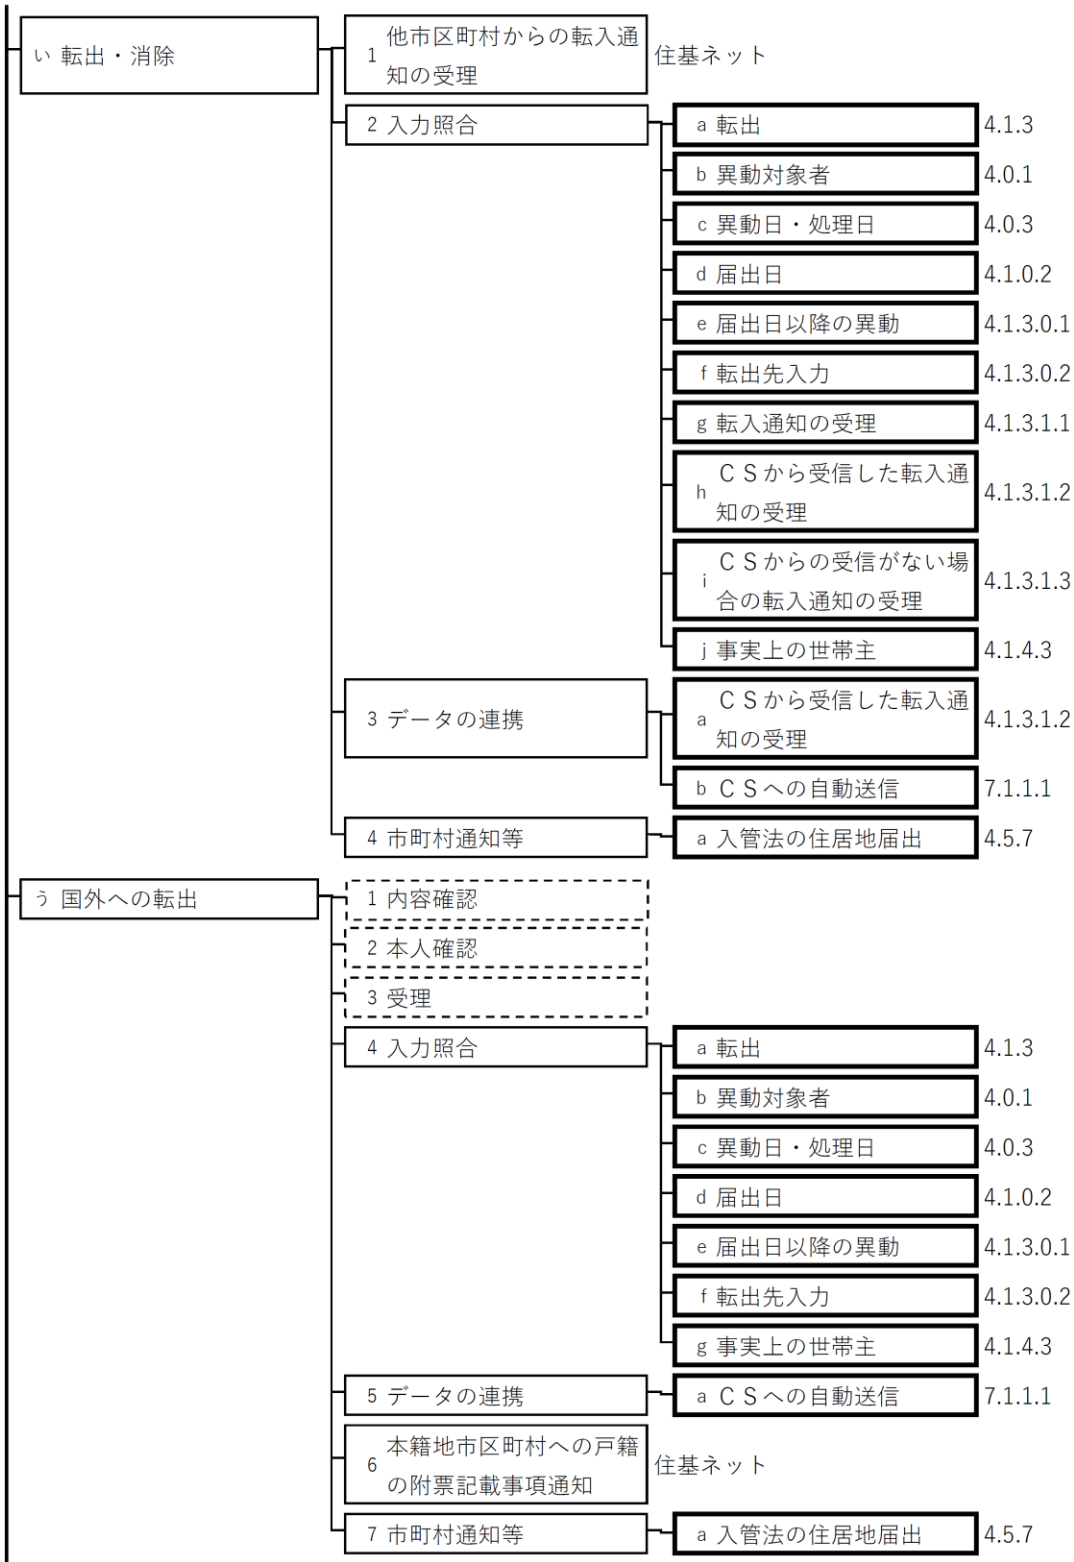 い 転出・消除
1 他市区町村からの転入通
知の受理
住基ネット
2 入力照合
a 転出 4.1.3
b 異動対象者 4.0.1
c 異動日・処理日 4.0.3
d 届出日 4.1.0.2
e 届出日以降の異動 4.1.3.0.1
f 転出先入力 4.1.3.0.2
g 転入通知の受理 4.1.3.1.1
h ＣＳから受信した転入通
知の受理
4.1.3.1.2
i ＣＳからの受信がない場
合の転入通知の受理
4.1.3.1.3
j 事実上の世帯主 4.1.4.3
3 データの連携
a ＣＳから受信した転入通
知の受理
4.1.3.1.2
b ＣＳへの自動送信 7.1.1.1
4 市町村通知等
a 入管法の住居地届出 4.5.7
う 国外への転出
1 内容確認
2 本人確認
3 受理
4 入力照合
a 転出 4.1.3
b 異動対象者 4.0.1
c 異動日・処理日 4.0.3
d 届出日 4.1.0.2
e 届出日以降の異動 4.1.3.0.1
f 転出先入力 4.1.3.0.2
g 事実上の世帯主 4.1.4.3
5 データの連携
a ＣＳへの自動送信 7.1.1.1
6 本籍地市区町村への戸籍
の附票記載事項通知
住基ネット
7 市町村通知等
a 入管法の住居地届出 4.5.7